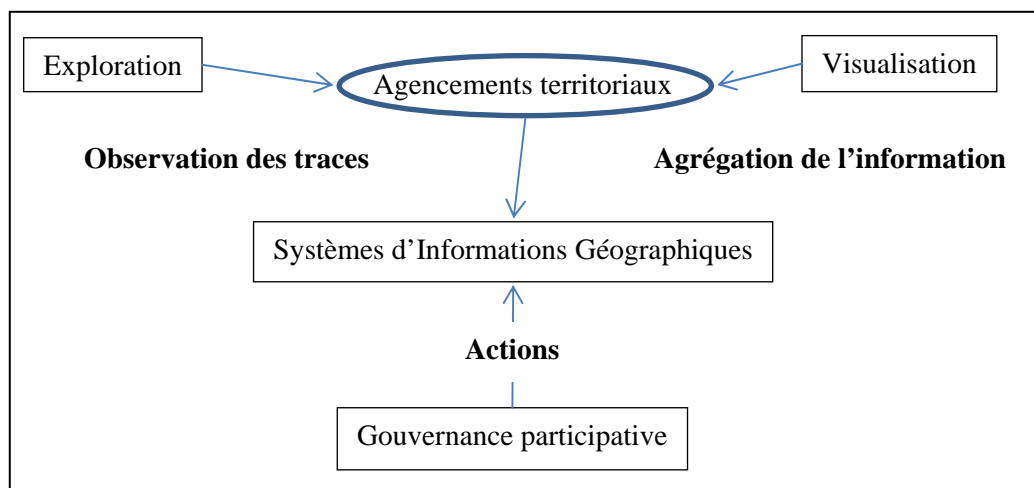 Exploration
Visualisation
Agencements territoriaux
Observation des traces
Agrégation de l’information
Systèmes d’Informations Géographiques
Actions
Gouvernance participative